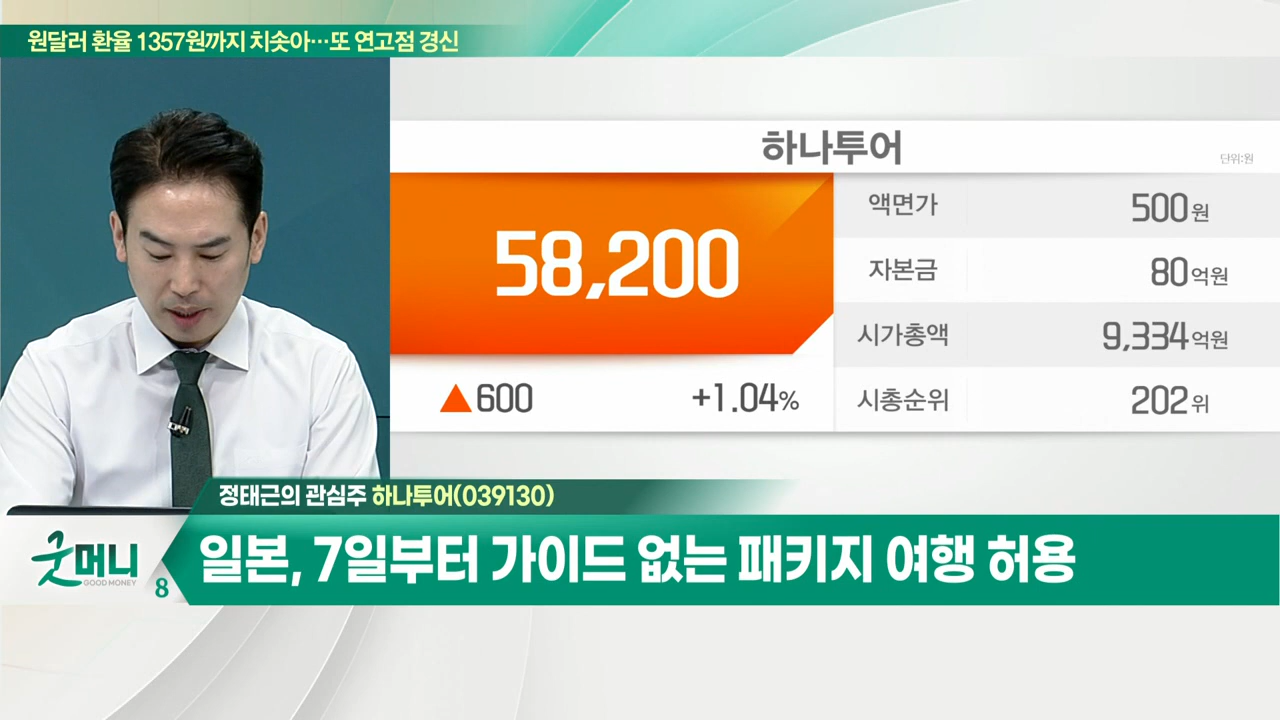 원달러 환율 1357원까지 치솟아…또 연고점 경신
하나투어
단위:원
58,200
▲600 +1.04%
액면가 500원
자본금 80억원
시가총액 9,334억원
시총순위 202위
정태근의 관심주 하나투어(039130)
굿머니
GOOD MONEY
8
일본, 7일부터 가이드 없는 패키지 여행 허용